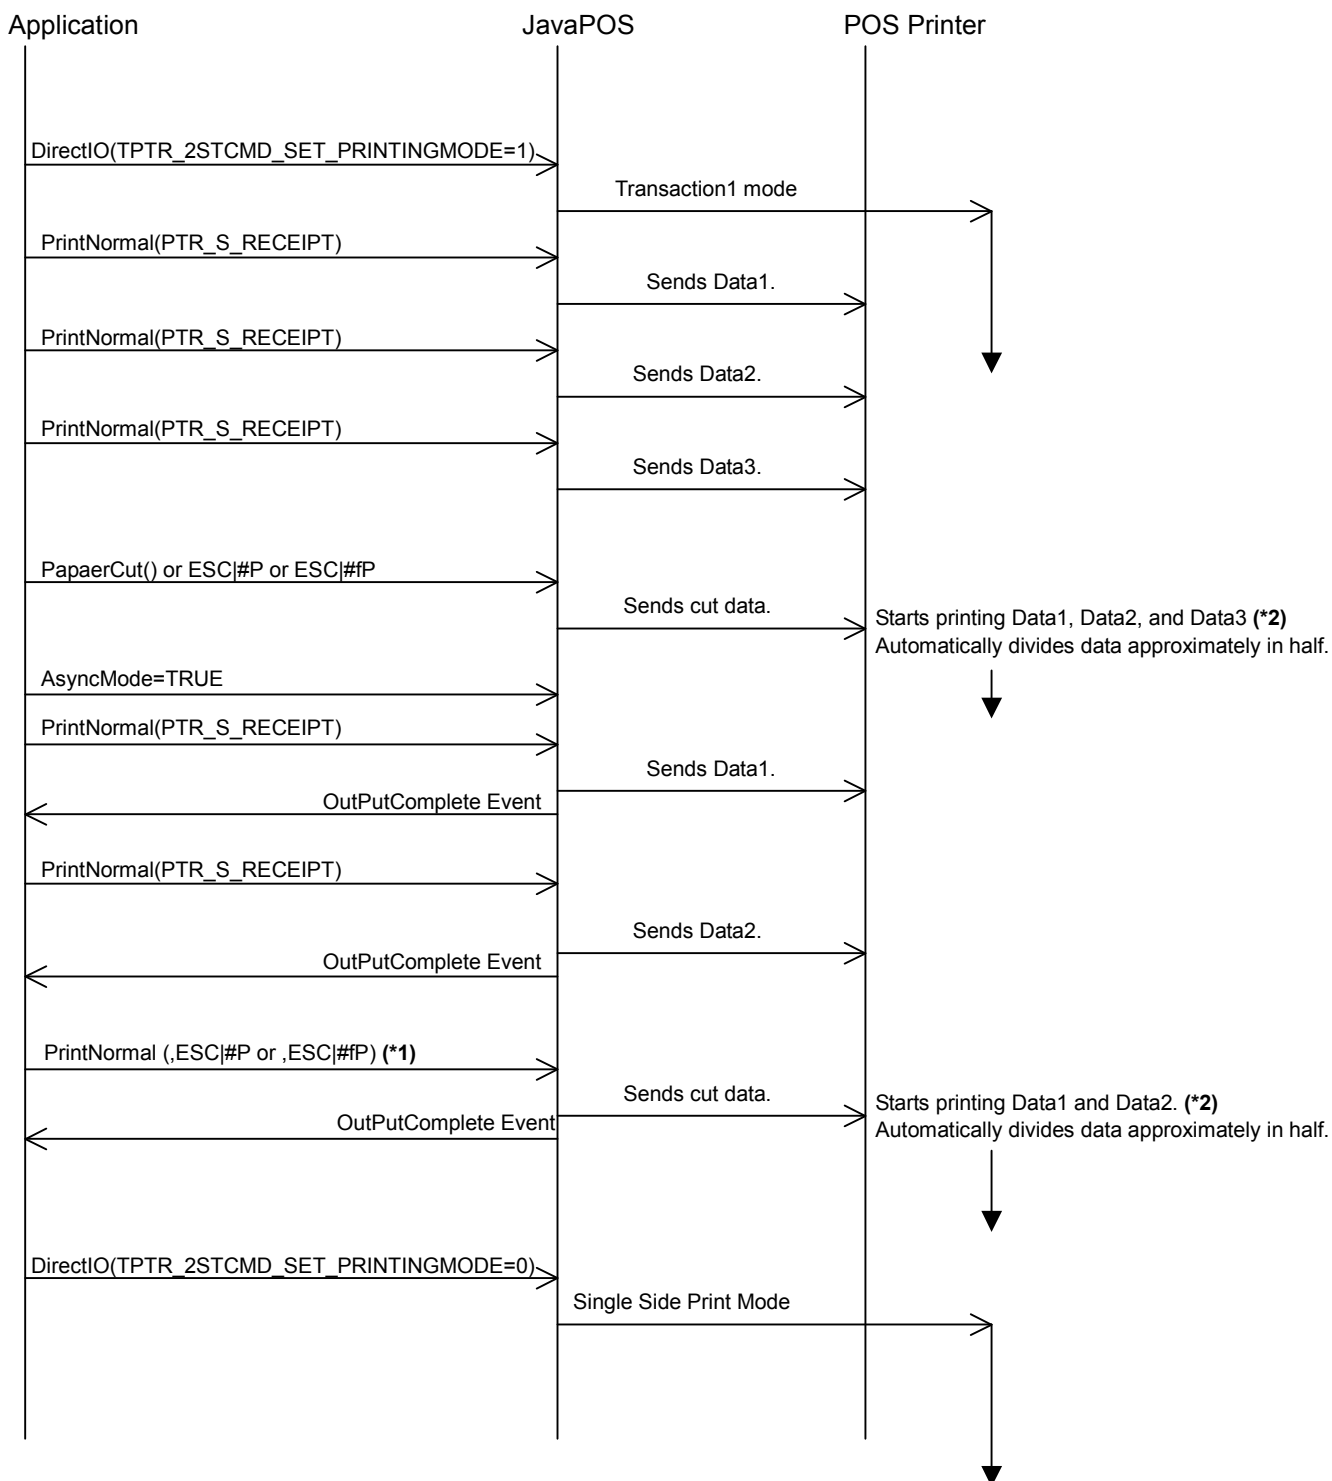 Application
JavaPOS
POS Printer
DirectIO(TPTR_2STCMD_SET_PRINTINGMODE=1)
Transaction1 mode
PrintNormal(PTR_S_RECEIPT)
Sends Data1.
PrintNormal(PTR_S_RECEIPT)
Sends Data2.
PrintNormal(PTR_S_RECEIPT)
Sends Data3.
PapaerCut() or ESC|#P or ESC|#fP
Sends cut data.
Starts printing Data1, Data2, and Data3 (*2)
Automatically divides data approximately in half.
AsyncMode=TRUE
PrintNormal(PTR_S_RECEIPT)
Sends Data1.
OutPutComplete Event
PrintNormal(PTR_S_RECEIPT)
Sends Data2.
OutPutComplete Event
PrintNormal (,ESC|#P or ,ESC|#fP) (*1)
Sends cut data.
Starts printing Data1 and Data2. (*2)
Automatically divides data approximately in half.
OutPutComplete Event
DirectIO(TPTR_2STCMD_SET_PRINTINGMODE=0)
Single Side Print Mode